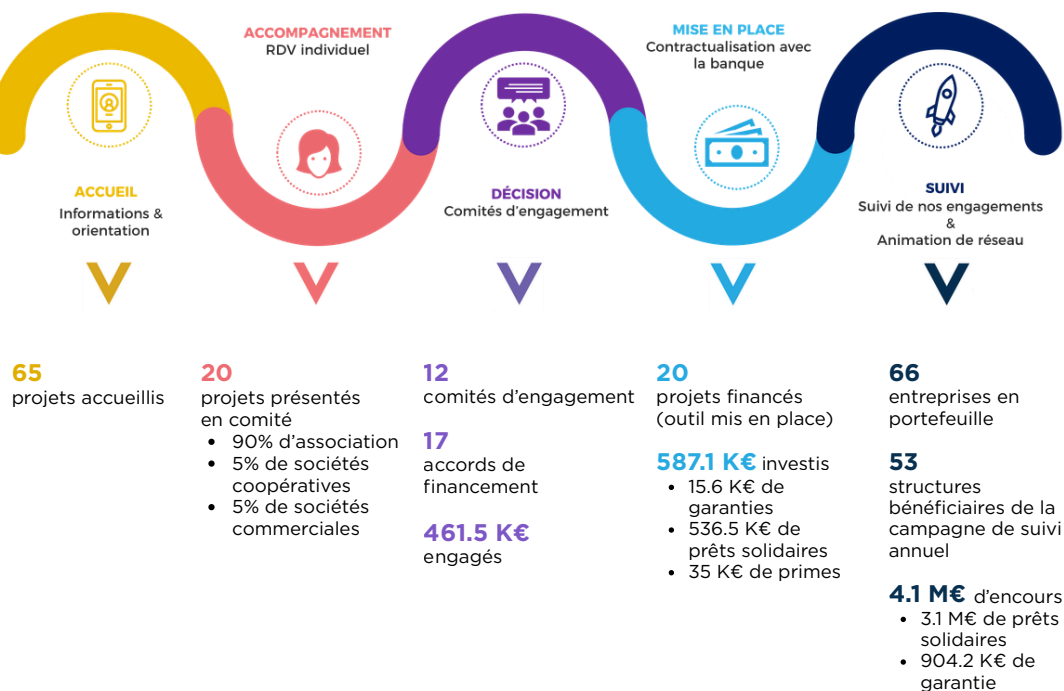 ACCUEIL
Informations &
orientation
ACCOMPAGNEMENT
RDV individuel
DÉCISION
Comités d'engagement
MISE EN PLACE
Contractualisation avec
la banque
SUIVI
Suivi de nos engagements
&
Animation de réseau
65
projets accueillis
20
projets présentés
en comité
• 90% d'association
• 5% de sociétés
coopératives
• 5% de sociétés
commerciales
12
comités d'engagement
17
accords de
financement
461.5 K€
engagés
20
projets financés
(outil mis en place)
587.1 K€ investis
• 15.6 K€ de
garanties
• 536.5 K€ de
prêts solidaires
• 35 K€ de primes
66
entreprises en
portefeuille
53
structures
bénéficiaires de la
campagne de suivi
annuel
4.1 M€ d'encours
• 3.1 M€ de prêts
solidaires
• 904.2 K€ de
garantie